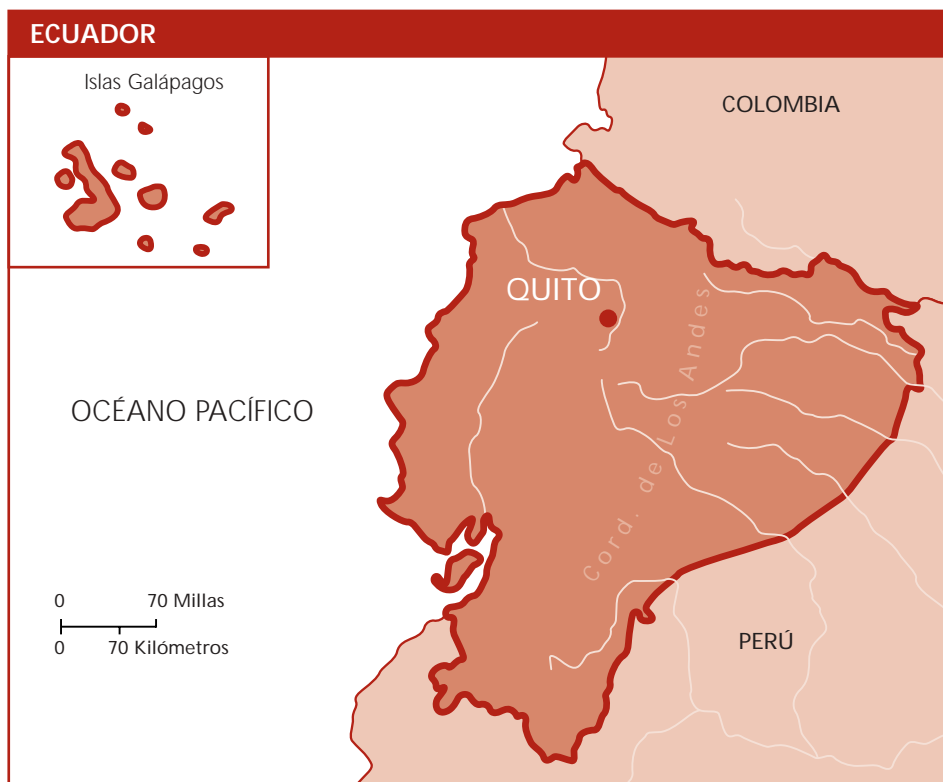 ECUADOR
Islas Galápagos
COLOMBIA
QUITO
Cord. de Los Andes
OCÉANO PACÍFICO
0 70 Millas
0 70 Kilómetros
PERÚ